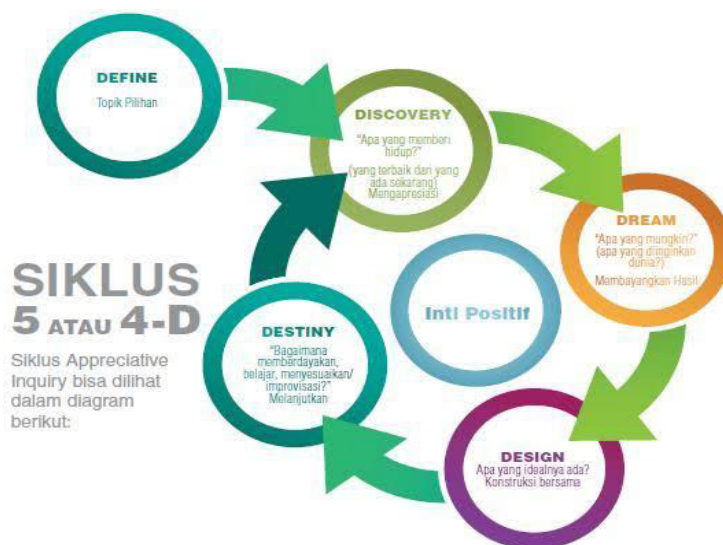 DEFINE
Topik Pilihan
DISCOVERY
"Apa yang memberi
hidup?"
(yang terbaik dari yang
ada sekarang)
Mengapresiasi
DREAM
"Apa yang mungkin?"
(apa yang diinginkan
dunia?)
Membayangkan Hasil
SIKLUS
5 ATAU 4-D
Siklus Appreciative
Inquiry bisa dilihat
dalam diagram
berikut:
Inti Positif
DESTINY
"Bagaimana
memberdayakan,
belajar, menyesuaikan/
improvisasi?"
Melanjutkan
DESIGN
Apa yang idealnya ada?
Konstruksi bersama